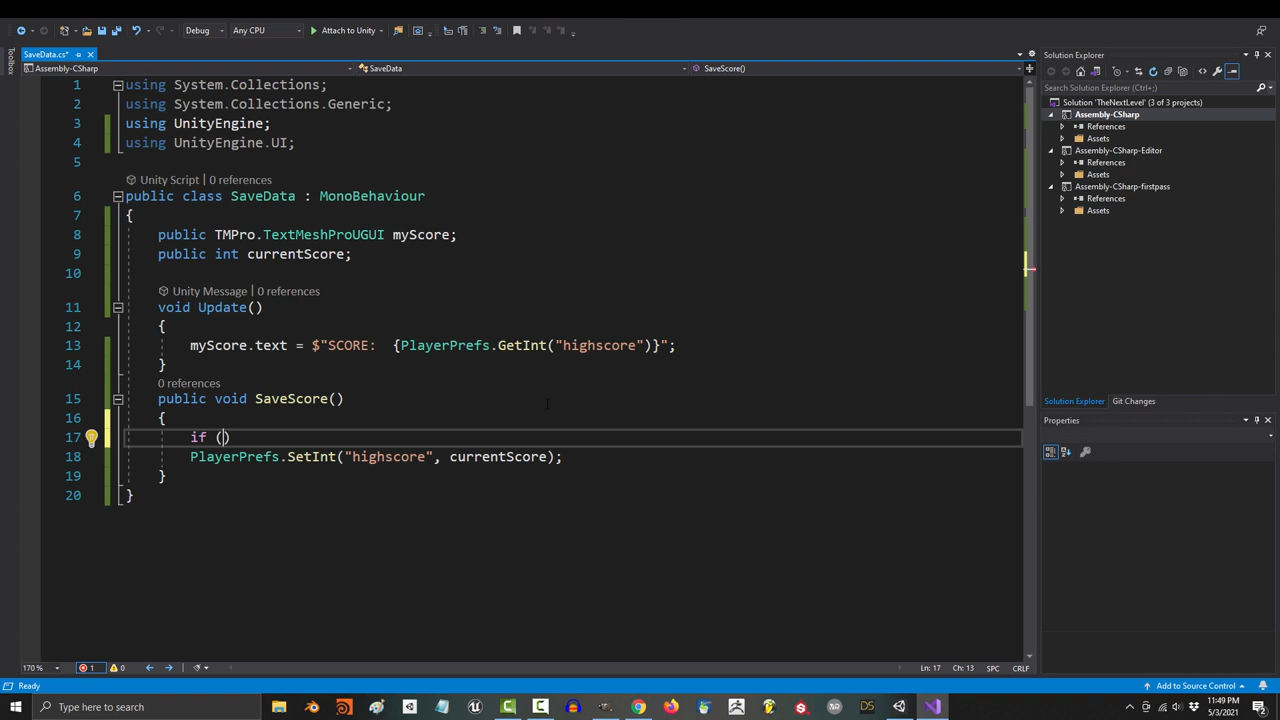 Debug
Any CPU
Attach to Unity
SaveData.cs*
Toolbox
Assembly-CSharp
SaveData
SaveScore()
1 using System.Collections;
2 using System.Collections.Generic;
3 using UnityEngine;
4 using UnityEngine.UI;
5
Unity Script | 0 references
6 public class SaveData : MonoBehaviour
7 {
8 public TMPro.TextMeshProUGUI myScore;
9 public int currentScore;
10
Unity Message | 0 references
11 void Update()
12 {
13 myScore.text = $"SCORE:  {PlayerPrefs.GetInt("highscore")}";
14 }
0 references
15 public void SaveScore()
16 {
17 if ()
18 PlayerPrefs.SetInt("highscore", currentScore);
19 }
20 }
Solution Explorer
Search Solution Explorer (Ctrl+;)
Solution 'TheNextLevel' (3 of 3 projects)
Assembly-CSharp
References
Assets
Assembly-CSharp-Editor
References
Assets
Assembly-CSharp-firstpass
References
Assets
Solution Explorer
Git Changes
Properties
170 %
1
0
Ln: 17
Ch: 13
SPC
CRLF
Ready
Add to Source Control
Type here to search
DS
11:49 PM
5/3/2021